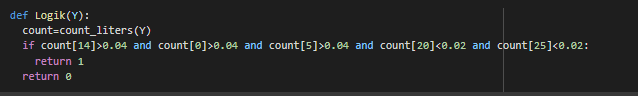 def Logik(Y):
  count=count_liters(Y)
  if count[14]>0.04 and count[0]>0.04 and count[5]>0.04 and count[20]<0.02 and count[25]<0.02:
    return 1
  return 0